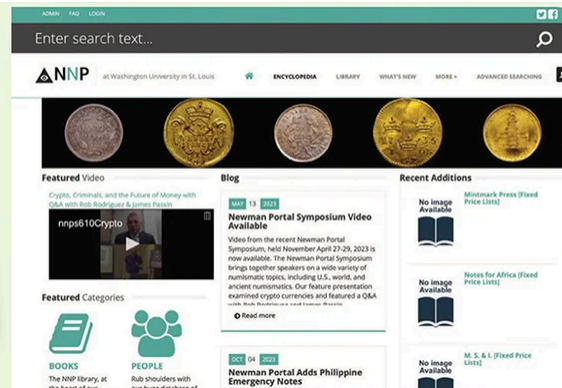 ADMIN FAQ LOGIN
Enter search text...
NNP at Washington University in St. Louis
ENCYCLOPEDIA LIBRARY WHAT'S NEW MORE + ADVANCED SEARCHING
Featured Video
Crypto, Criminals, and the Future of Money with
Q&A with Rob Rodriguez & James Passin
nnps610Crypto
Featured Categories
BOOKS
The NNP library, at
PEOPLE
Rub shoulders with
Blog
MAY 13 2023
Newman Portal Symposium Video
Available
Video from the recent Newman Portal
Symposium, held November April 27-29, 2023 is
now available. The Newman Portal Symposium
brings together speakers on a wide variety of
numismatic topics, including U.S., world, and
ancient numismatics. Our feature presentation
examined crypto currencies and featured a Q&A
with Rob Rodriguez and James Passin
Read more
OCT 04 2023
Newman Portal Adds Philippine
Emergency Notes
Recent Additions
No image
Available
Mintmark Press [Fixed
Price Lists]
No image
Available
Notes for Africa [Fixed
Price Lists]
No image
Available
M. S. & I. [Fixed Price
Lists]